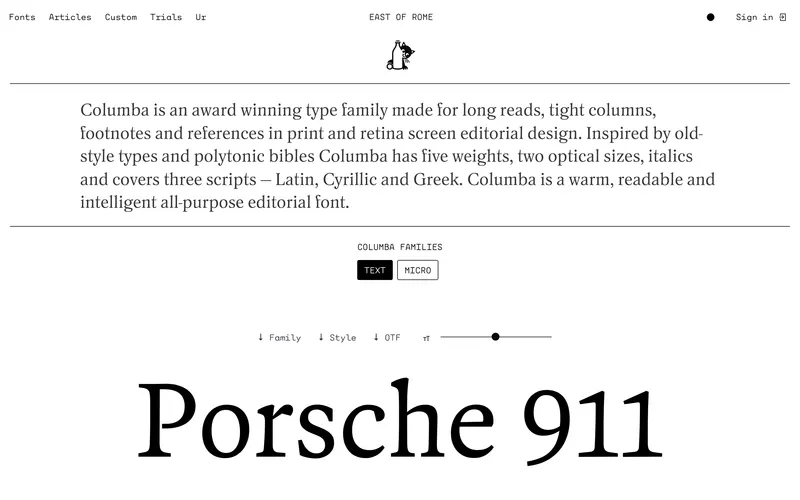 Fonts Articles Custom Trials Ur EAST OF ROME Sign in
Columba is an award winning type family made for long reads, tight columns,
footnotes and references in print and retina screen editorial design. Inspired by old-
style types and polytonic bibles Columba has five weights, two optical sizes, italics
and covers three scripts – Latin, Cyrillic and Greek. Columba is a warm, readable and
intelligent all-purpose editorial font.
COLUMBA FAMILIES
TEXT MICRO
↓ Family ↓ Style ↓ OTF TT
Porsche 911